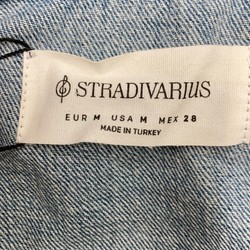 STRADIVARIUS
EUR M USA M MEX 28
MADE IN TURKEY